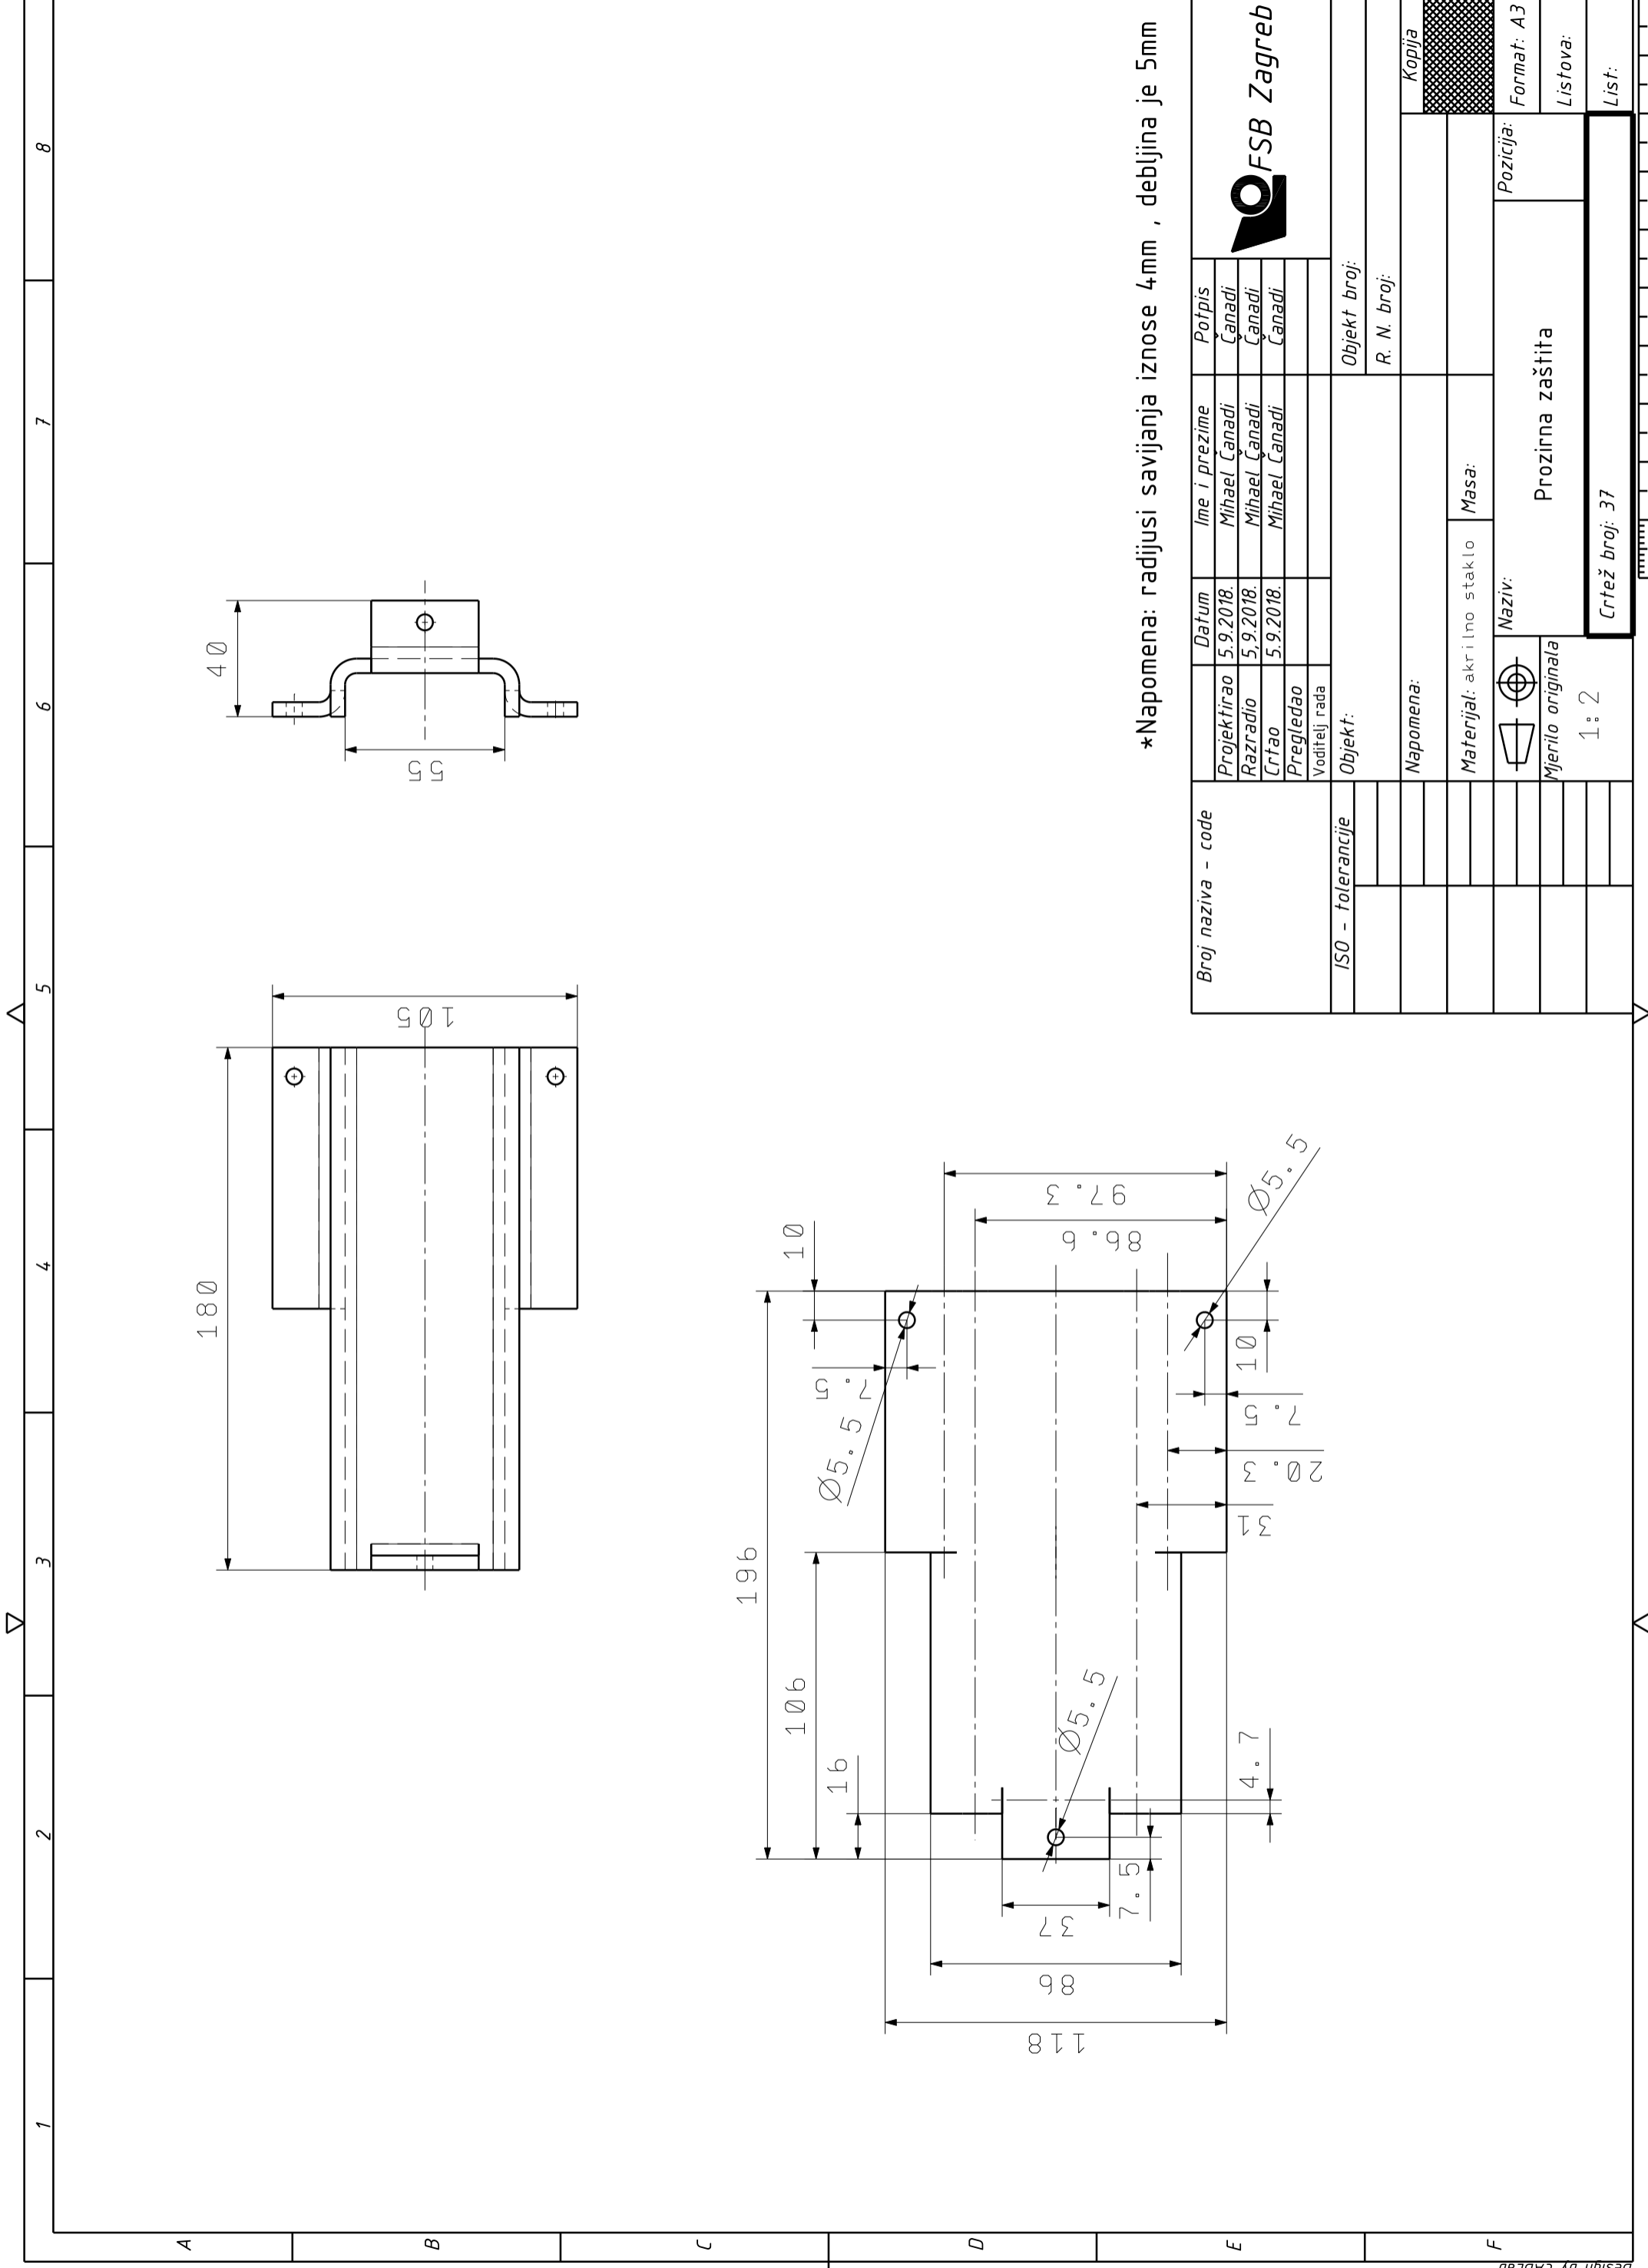 1
2
3
4
5
6
7
8
A
B
C
D
E
F
180
105
40
55
196
106
16
10
7.5
Ø5.5
97.3
86.6
Ø5.5
10
7.5
20.3
31
Ø5.5
4.7
7.5
37
86
118
*Napomena: radijusi savijanja iznose 4mm , debljina je 5mm
Broj naziva - code
Datum Ime i prezime Potpis
Projektirao 5.9.2018. Mihael Čanadi Čanadi
Razradio 5,9.2018. Mihael Čanadi Čanadi
Crtao 5.9.2018. Mihael Čanadi Čanadi
Pregledao
Voditelj rada
FSB Zagreb
ISO - tolerancije
Objekt: Objekt broj:
R. N. broj:
Napomena: Kopija
Materijal: akrilno staklo Masa:
Naziv: Pozicija: Format: A3
Prozirna zaštita
Mjerilo originala Listova:
1:2
Crtež broj: 37 List:
Design by CADLab